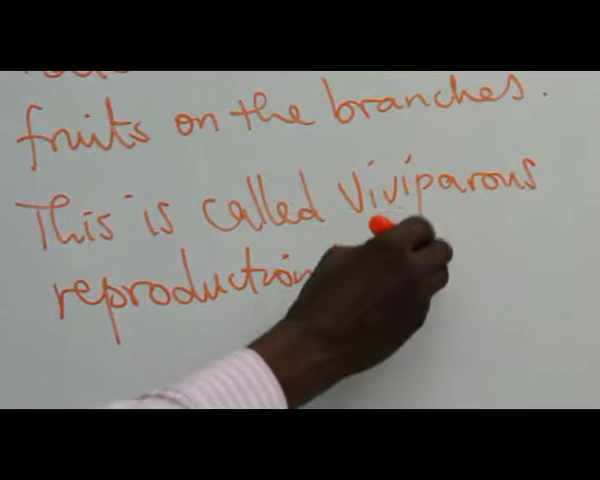 fruits on the branches.
This is called viviparous
reproduction